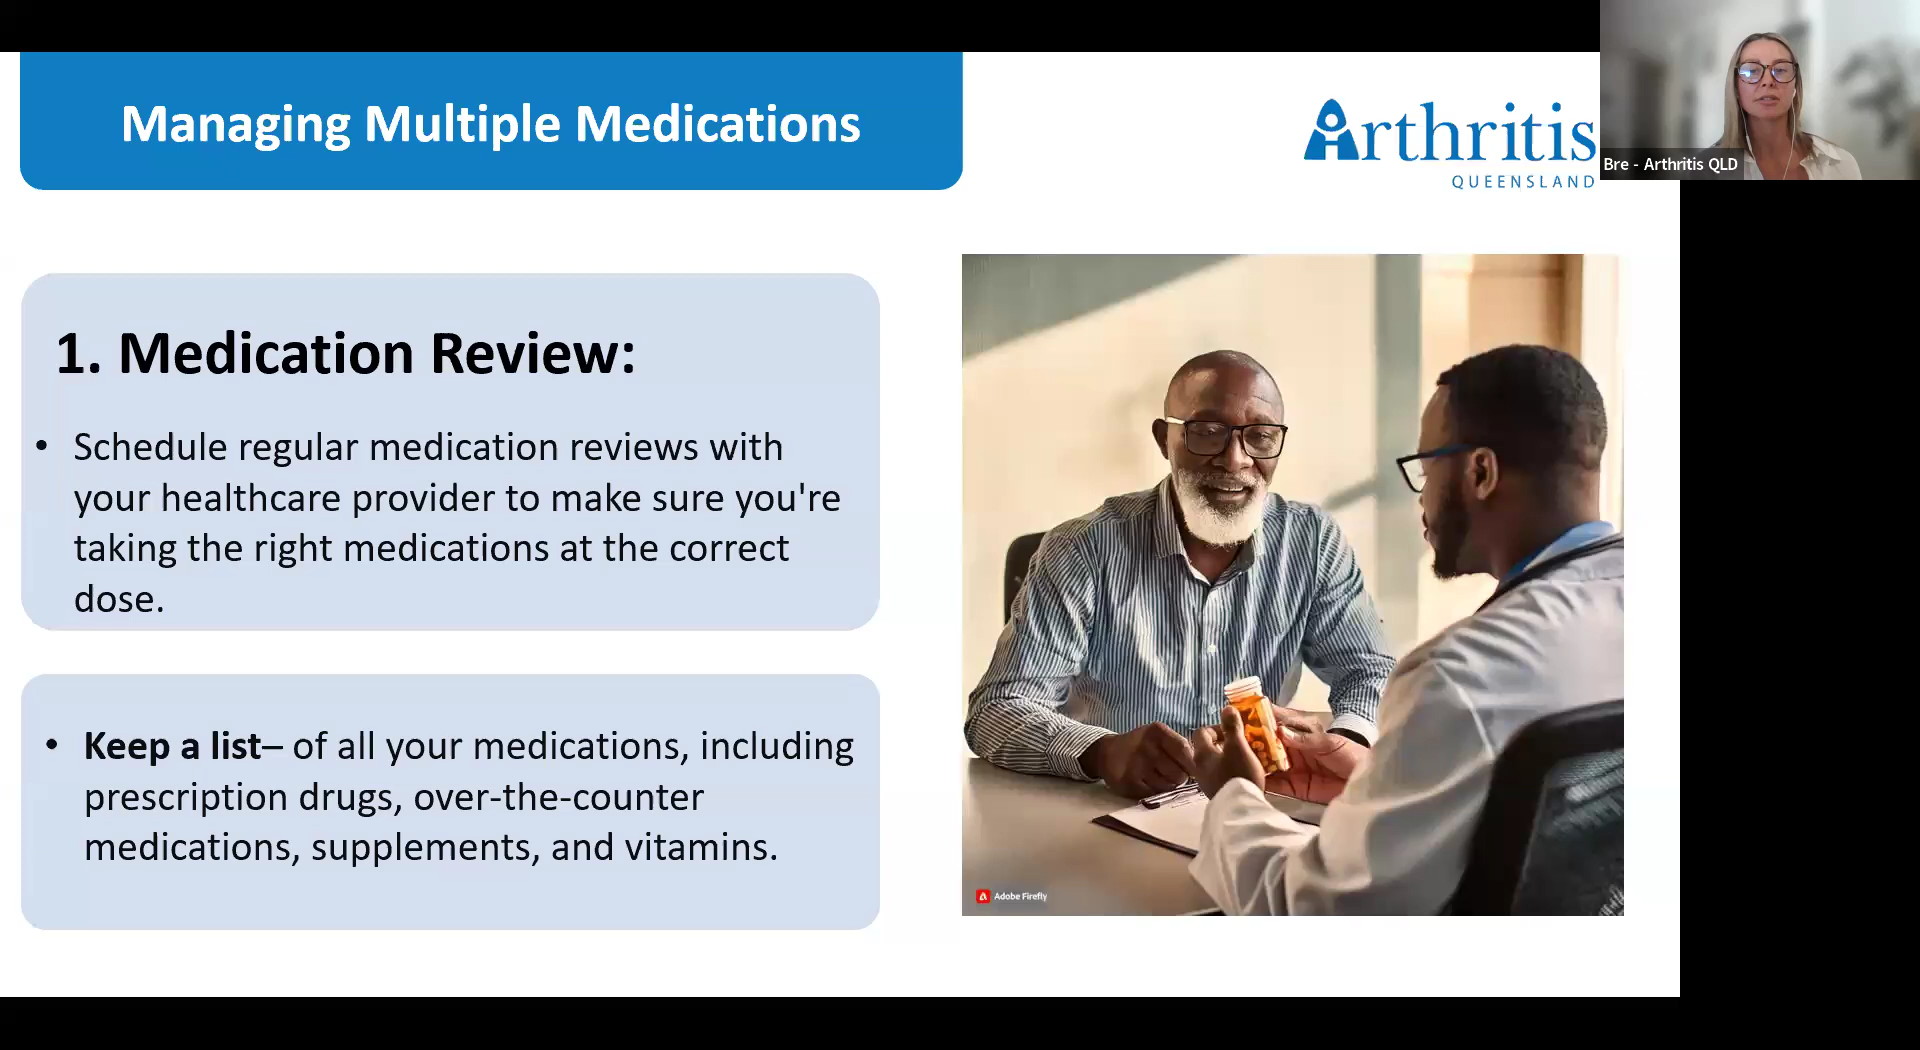 Managing Multiple Medications
Arthritis
QUEENSLAND
Bre - Arthritis QLD
1. Medication Review:
• Schedule regular medication reviews with
your healthcare provider to make sure you're
taking the right medications at the correct
dose.
• Keep a list– of all your medications, including
prescription drugs, over-the-counter
medications, supplements, and vitamins.
Adobe Firefly